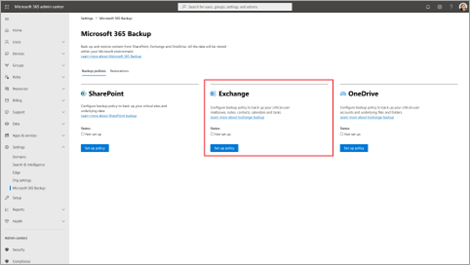 Microsoft 365 admin center
Search for users, groups, settings, and actions
Settings > Microsoft 365 Backup
Microsoft 365 Backup
Back up and restore content from SharePoint, Exchange and OneDrive. All the data will be stored
within your Microsoft environment.
Learn more about Microsoft 365 Backup
Backup policies
Restorations
Home
Users
Devices
Groups
Roles
Resources
Billing
Support
Data
Apps & services
Settings
Domains
Search & intelligence
Edge
Org settings
Microsoft 365 Backup
Setup
Reports
Health
Admin centers
Security
Compliance
SharePoint
Configure backup policy to back up your critical sites and
underlying data.
Learn more about SharePoint backup
Status
Not set up
Set up policy
Exchange
Configure backup policy to back up your critical user
mailboxes, notes, contacts, calendars and tasks.
Learn more about Exchange backup
Status
Not set up
Set up policy
OneDrive
Configure backup policy to back up your critical user
accounts and underlying files and folders.
Learn more about OneDrive backup
Status
Not set up
Set up policy